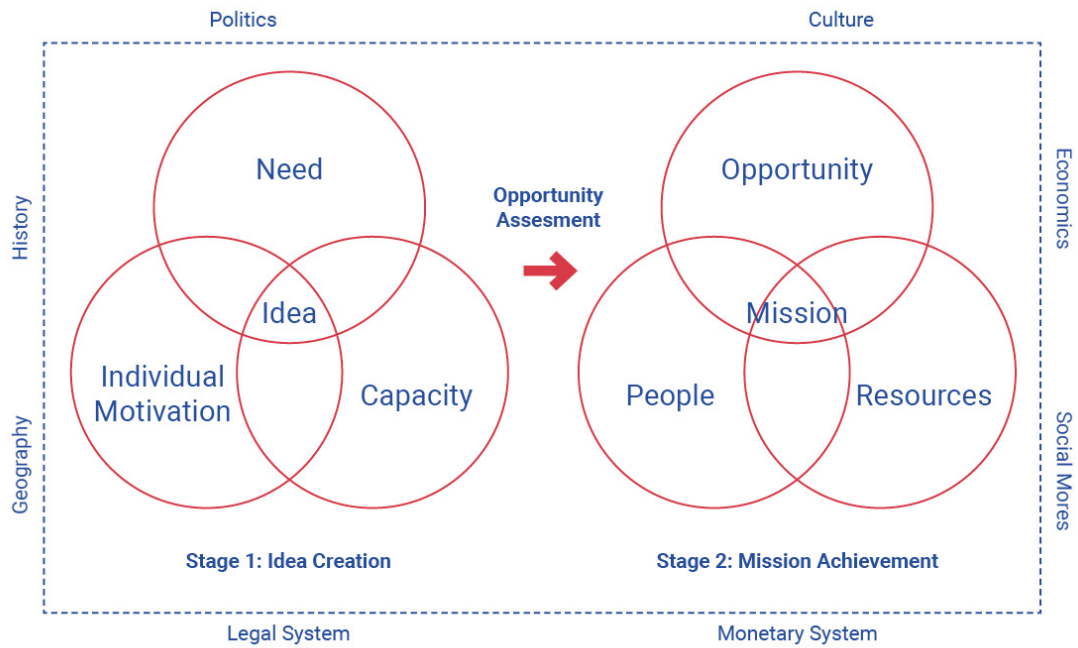 Politics
Culture
Need
Opportunity
Opportunity
Assesment
History
Economics
Idea
Mission
Individual
Motivation
Capacity
People
Resources
Geography
Social Mores
Stage 1: Idea Creation
Stage 2: Mission Achievement
Legal System
Monetary System